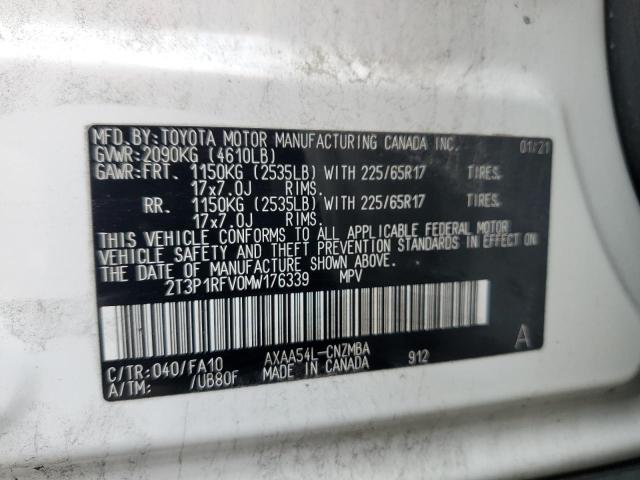 MFD.BY:TOYOTA MOTOR MANUFACTURING CANADA INC. 01/21
GVWR:2090KG (4610LB)
GAWR:FRT. 1150KG (2535LB) WITH 225/65R17 TIRES,
17x7.0J RIMS.
RR. 1150KG (2535LB) WITH 225/65R17 TIRES,
17x7.0J RIMS.
THIS VEHICLE CONFORMS TO ALL APPLICABLE FEDERAL MOTOR
VEHICLE SAFETY AND THEFT PREVENTION STANDARDS IN EFFECT ON
THE DATE OF MANUFACTURE SHOWN ABOVE.
2T3P1RFV0MW176339 MPV
A
C/TR:040/FA10 AXAA54L-CNZMBA 912
A/TM: /UB80F MADE IN CANADA